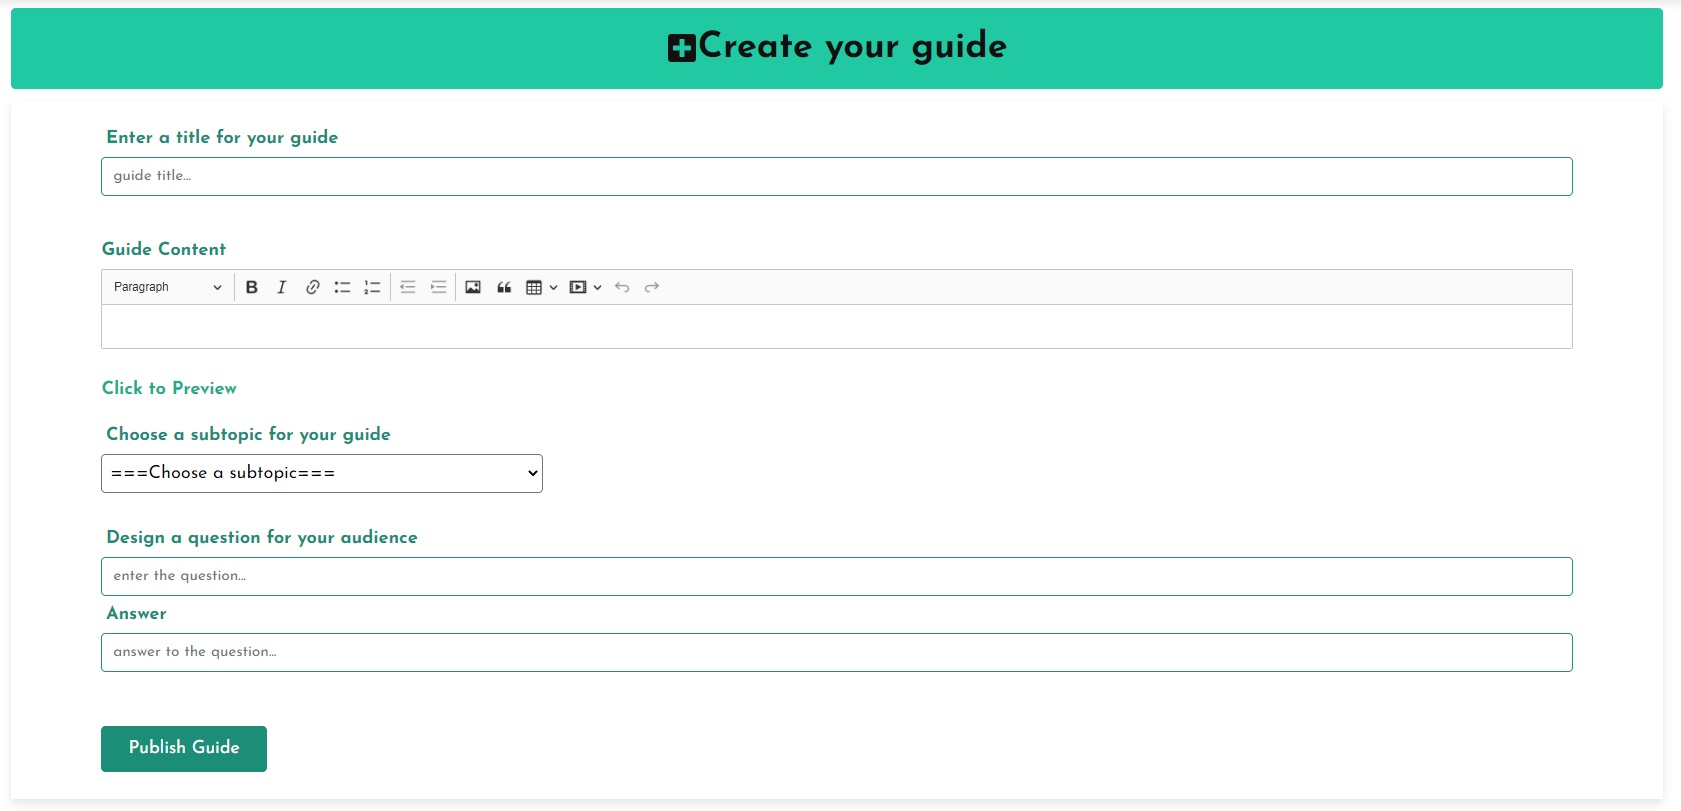 Create your guide
Enter a title for your guide
guide title...
Guide Content
Paragraph
Click to Preview
Choose a subtopic for your guide
===Choose a subtopic===
Design a question for your audience
enter the question...
Answer
answer to the question...
Publish Guide